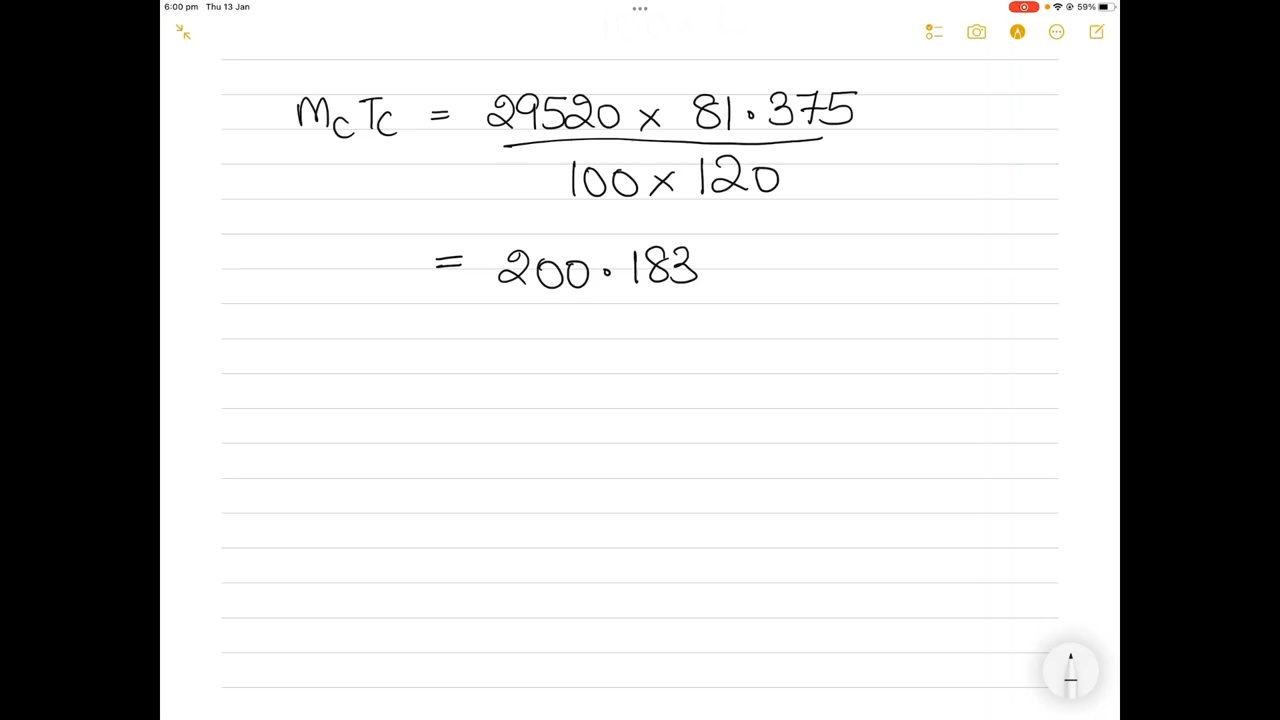 6:00 pm Thu 13 Jan
59%
McTc = 29520 x 81.375
100 x 120
= 200.183